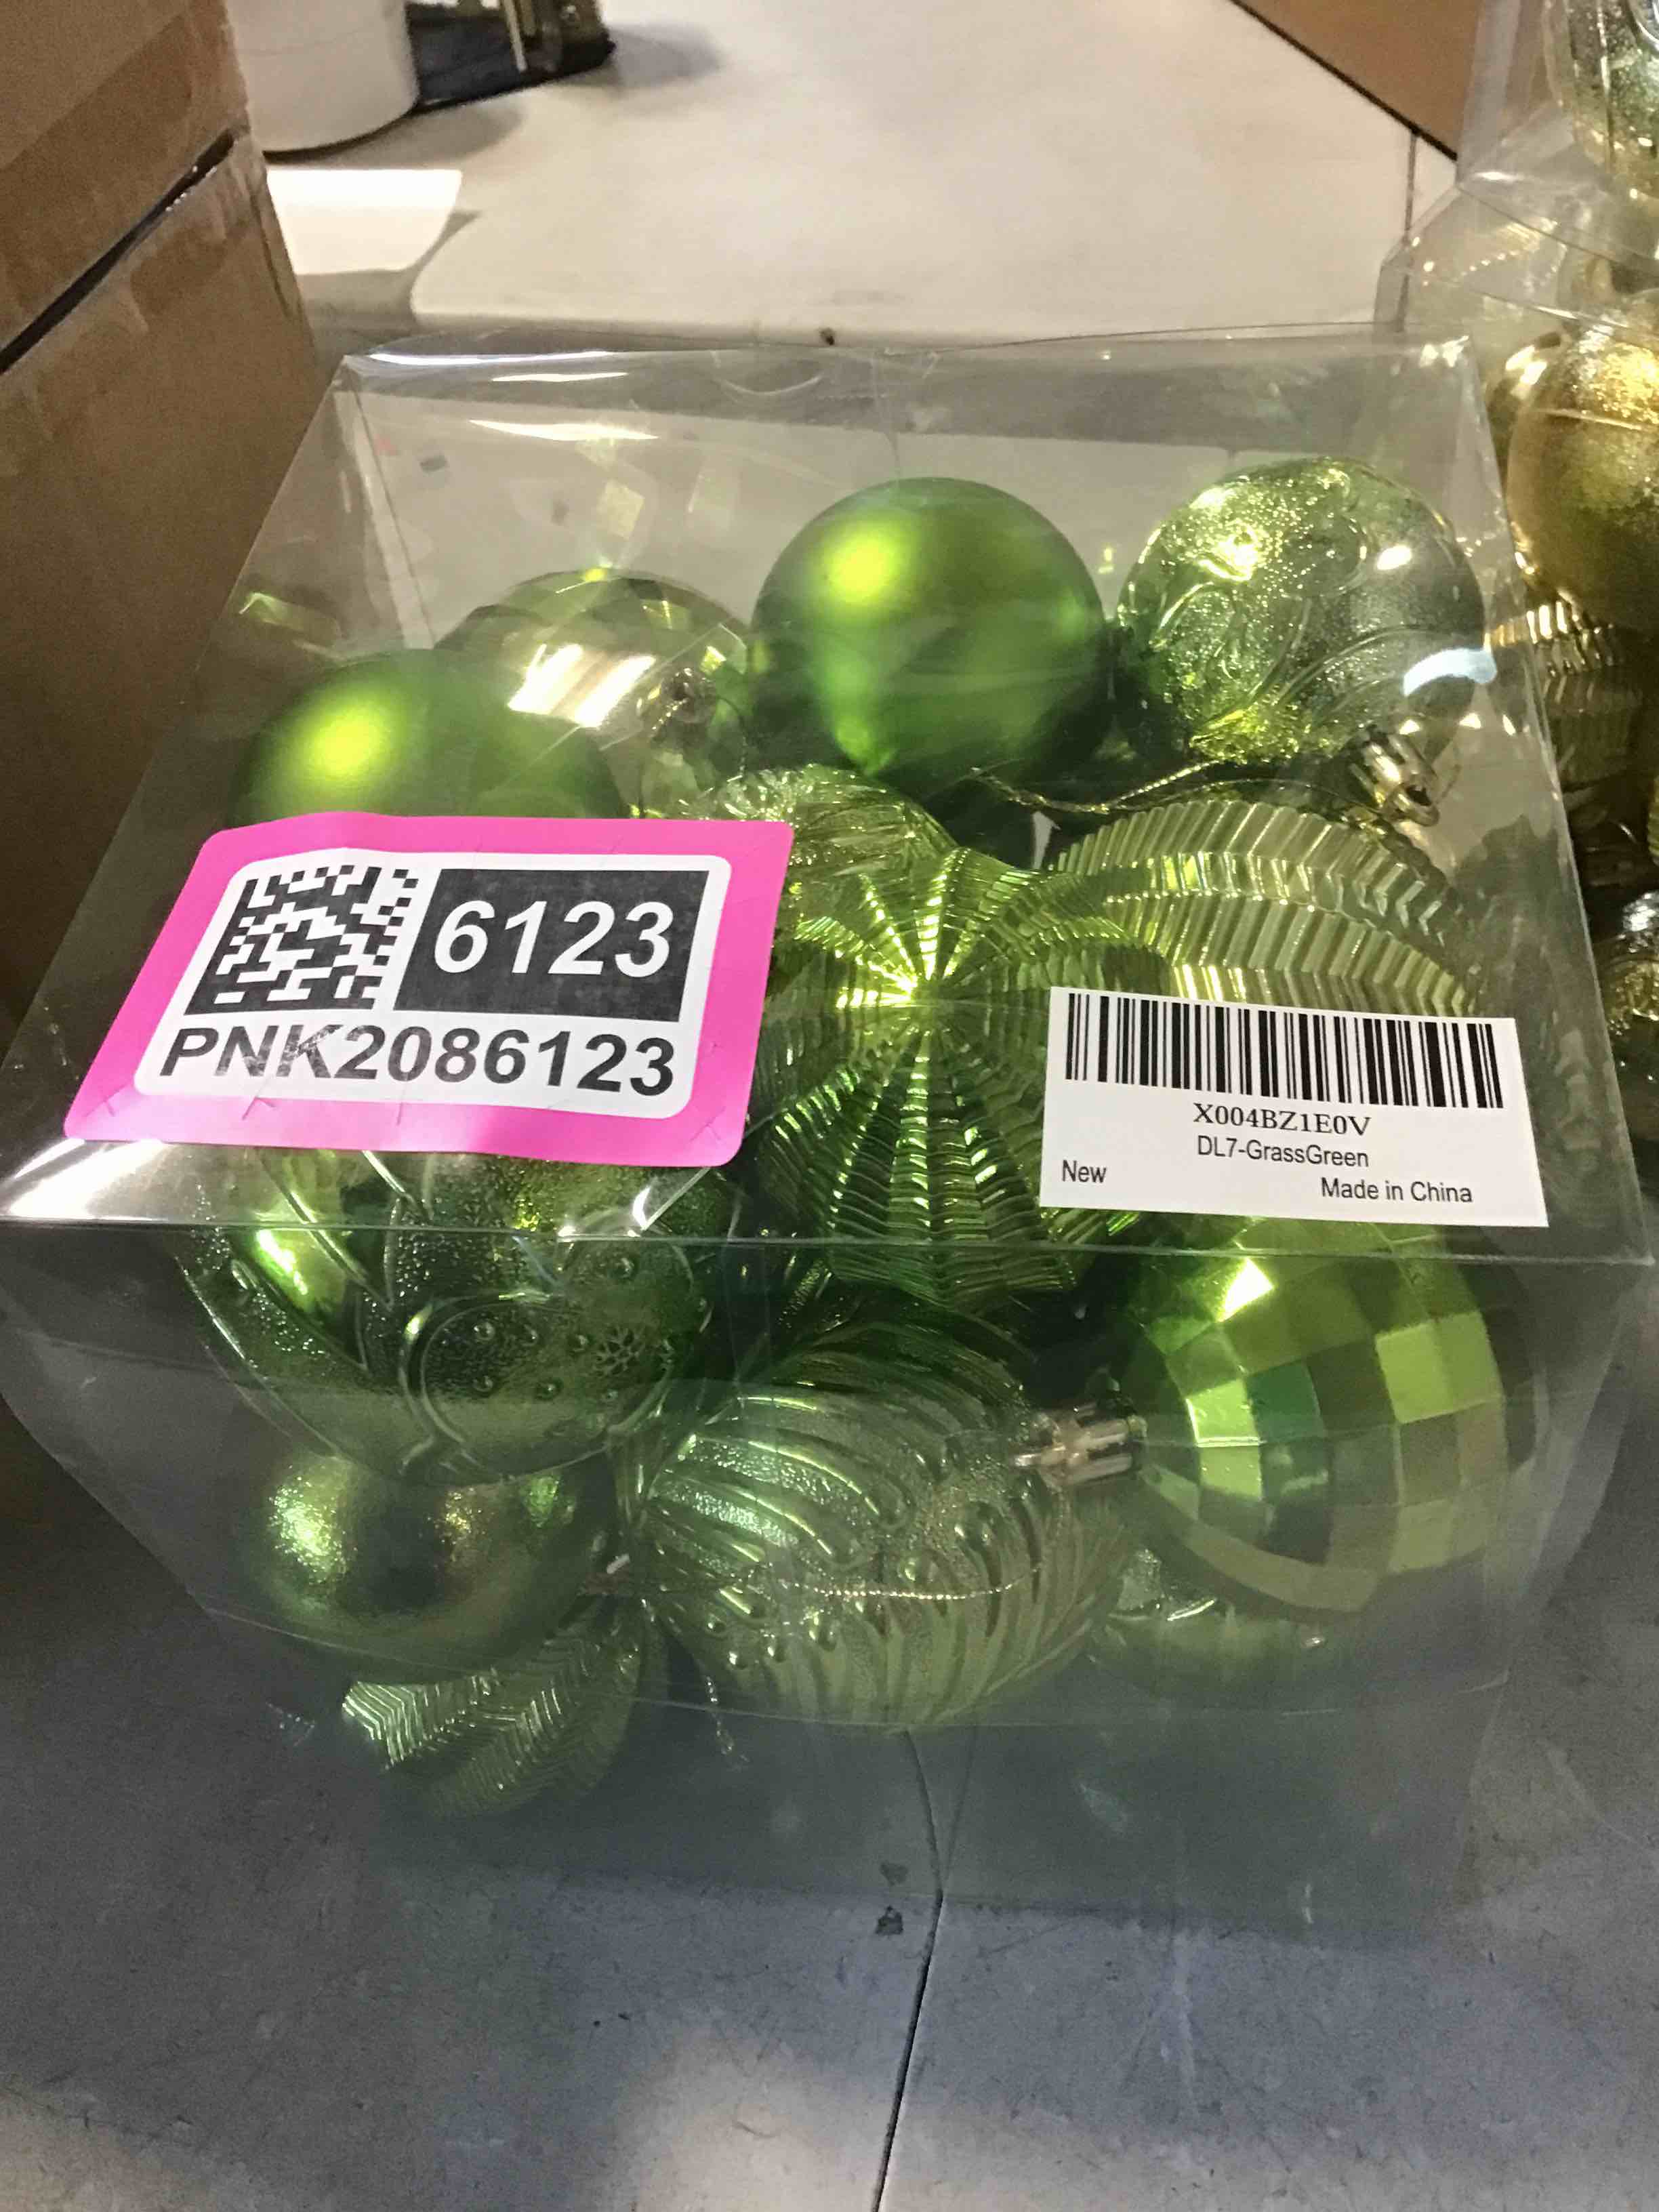 6123
PNK2086123
X004BZ1E0V
DL7-GrassGreen
New
Made in China